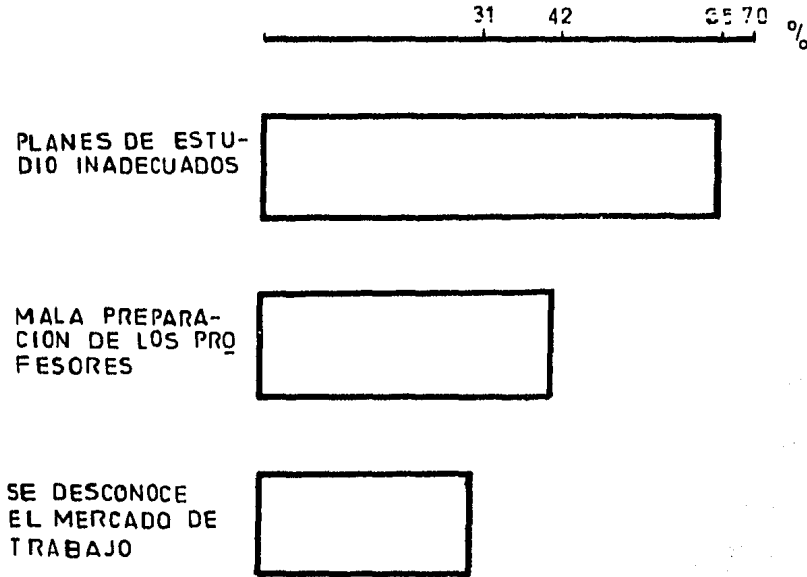 31 42 65 70 %
PLANES DE ESTU-
DIO INADECUADOS
MALA PREPARA-
CION DE LOS PRO
FESORES
SE DESCONOCE
EL MERCADO DE
TRABAJO